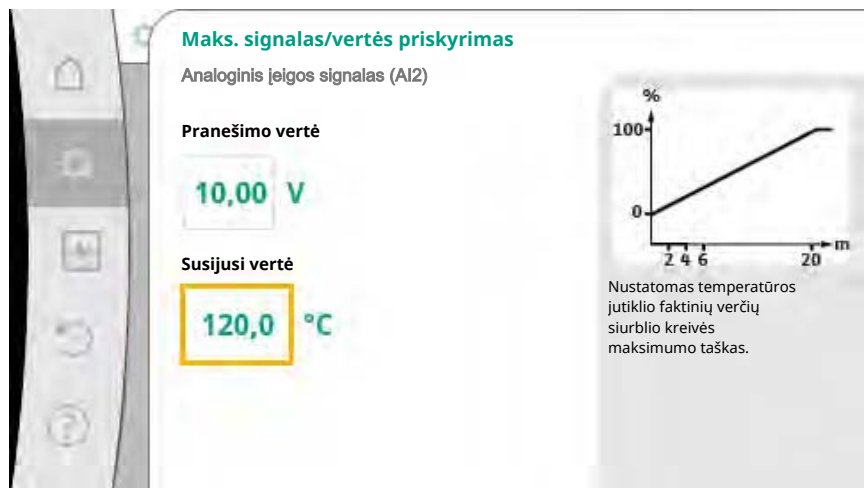 Maks. signalas/vertės priskyrimas
Analoginis įeigos signalas (AI2)
Pranešimo vertė
10,00 V
Susijusi vertė
120,0 °C
%
100
0
2 4 6 20 m
Nustatomas temperatūros
jutiklio faktinių verčių
siurblio kreivės
maksimumo taškas.
?